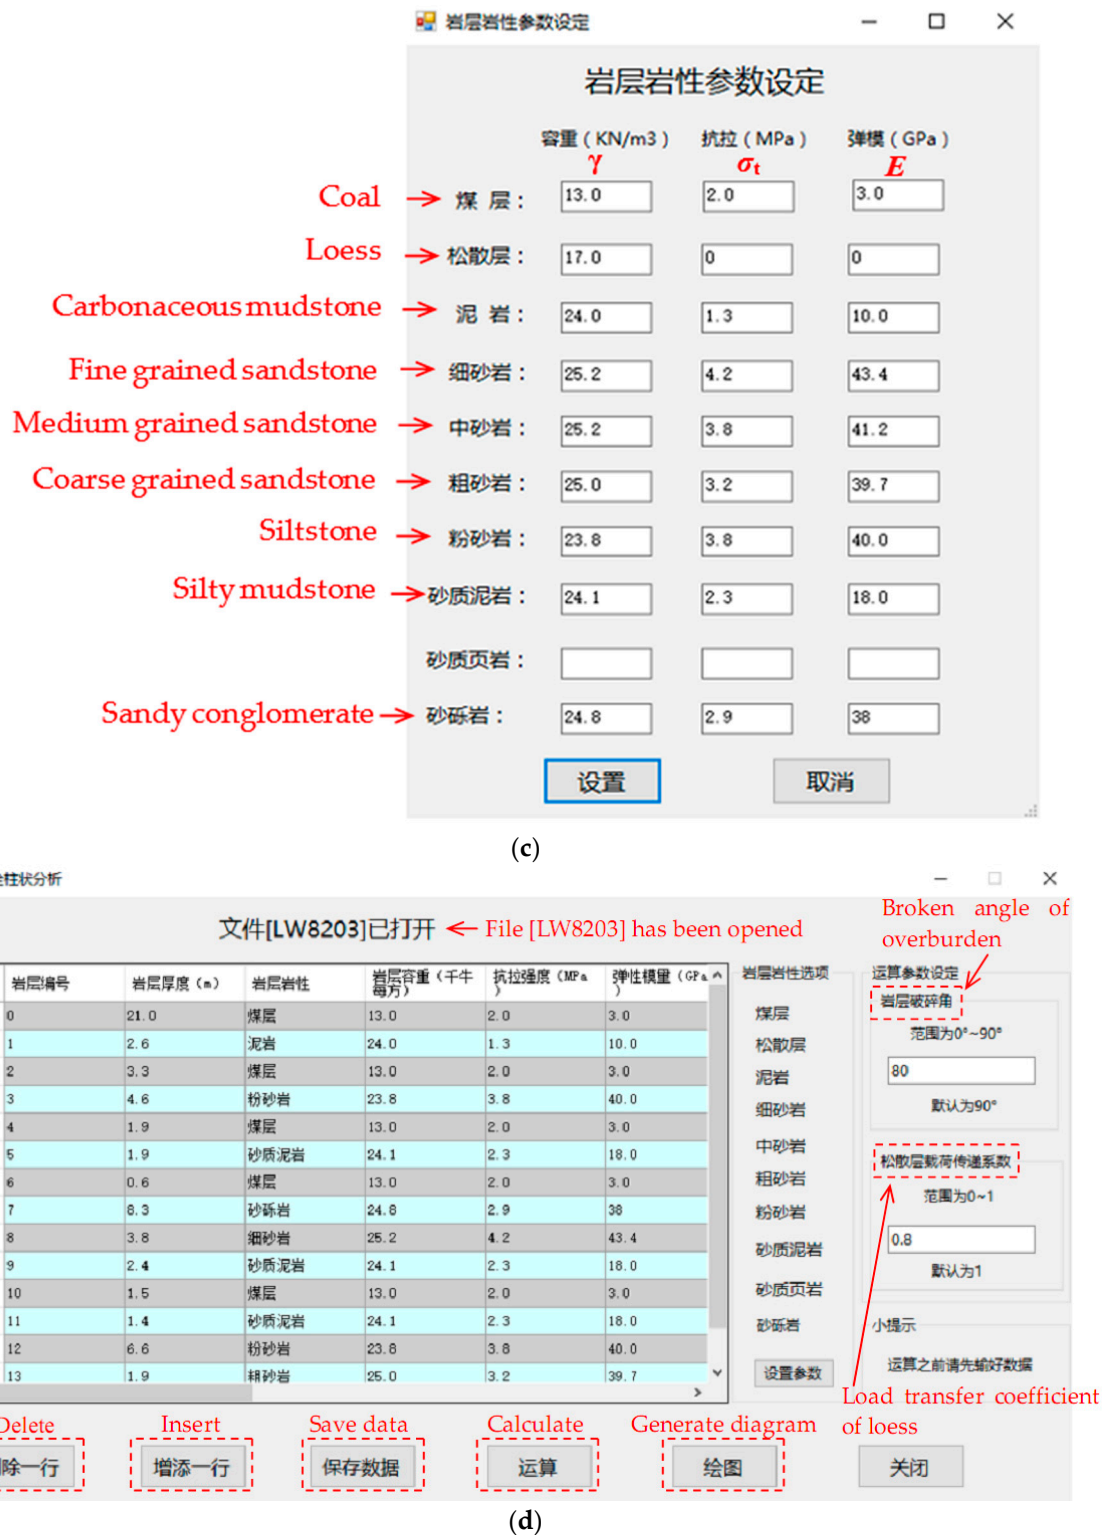 岩层岩性参数设定
岩层岩性参数设定
容重（KN/m3） 抗拉（MPa） 弹模（GPa）
γ σt E
Coal 煤 层： 13.0 2.0 3.0
Loess 松散层： 17.0 0 0
Carbonaceous mudstone 泥 岩： 24.0 1.3 10.0
Fine grained sandstone 细砂岩： 25.2 4.2 43.4
Medium grained sandstone 中砂岩： 25.2 3.8 41.2
Coarse grained sandstone 粗砂岩： 25.0 3.2 39.7
Siltstone 粉砂岩： 23.8 3.8 40.0
Silty mudstone 砂质泥岩： 24.1 2.3 18.0
砂质页岩：
Sandy conglomerate 砂砾岩： 24.8 2.9 38
设置 取消
(c)
柱状分析
文件[LW8203]已打开 File [LW8203] has been opened
Broken angle of
overburden
岩层编号 岩层厚度（m） 岩层岩性 岩层容重（千牛每方） 抗拉强度（MPa） 弹性模量（GPa）
0 21.0 煤层 13.0 2.0 3.0
1 2.6 泥岩 24.0 1.3 10.0
2 3.3 煤层 13.0 2.0 3.0
3 4.6 粉砂岩 23.8 3.8 40.0
4 1.9 煤层 13.0 2.0 3.0
5 1.9 砂质泥岩 24.1 2.3 18.0
6 0.6 煤层 13.0 2.0 3.0
7 8.3 砂砾岩 24.8 2.9 38
8 3.8 细砂岩 25.2 4.2 43.4
9 2.4 砂质泥岩 24.1 2.3 18.0
10 1.5 煤层 13.0 2.0 3.0
11 1.4 砂质泥岩 24.1 2.3 18.0
12 6.6 粉砂岩 23.8 3.8 40.0
13 1.9 粗砂岩 25.0 3.2 39.7
岩层岩性选项
煤层
松散层
泥岩
细砂岩
中砂岩
粗砂岩
粉砂岩
砂质泥岩
砂质页岩
砂砾岩
设置参数
运算参数设定
岩层破碎角
范围为0°~90°
80
默认为90°
松散层载荷传递系数
范围为0~1
0.8
默认为1
小提示
运算之前请先输好数据
Load transfer coefficient
of loess
Delete Insert Save data Calculate Generate diagram
除一行 增添一行 保存数据 运算 绘图 关闭
(d)